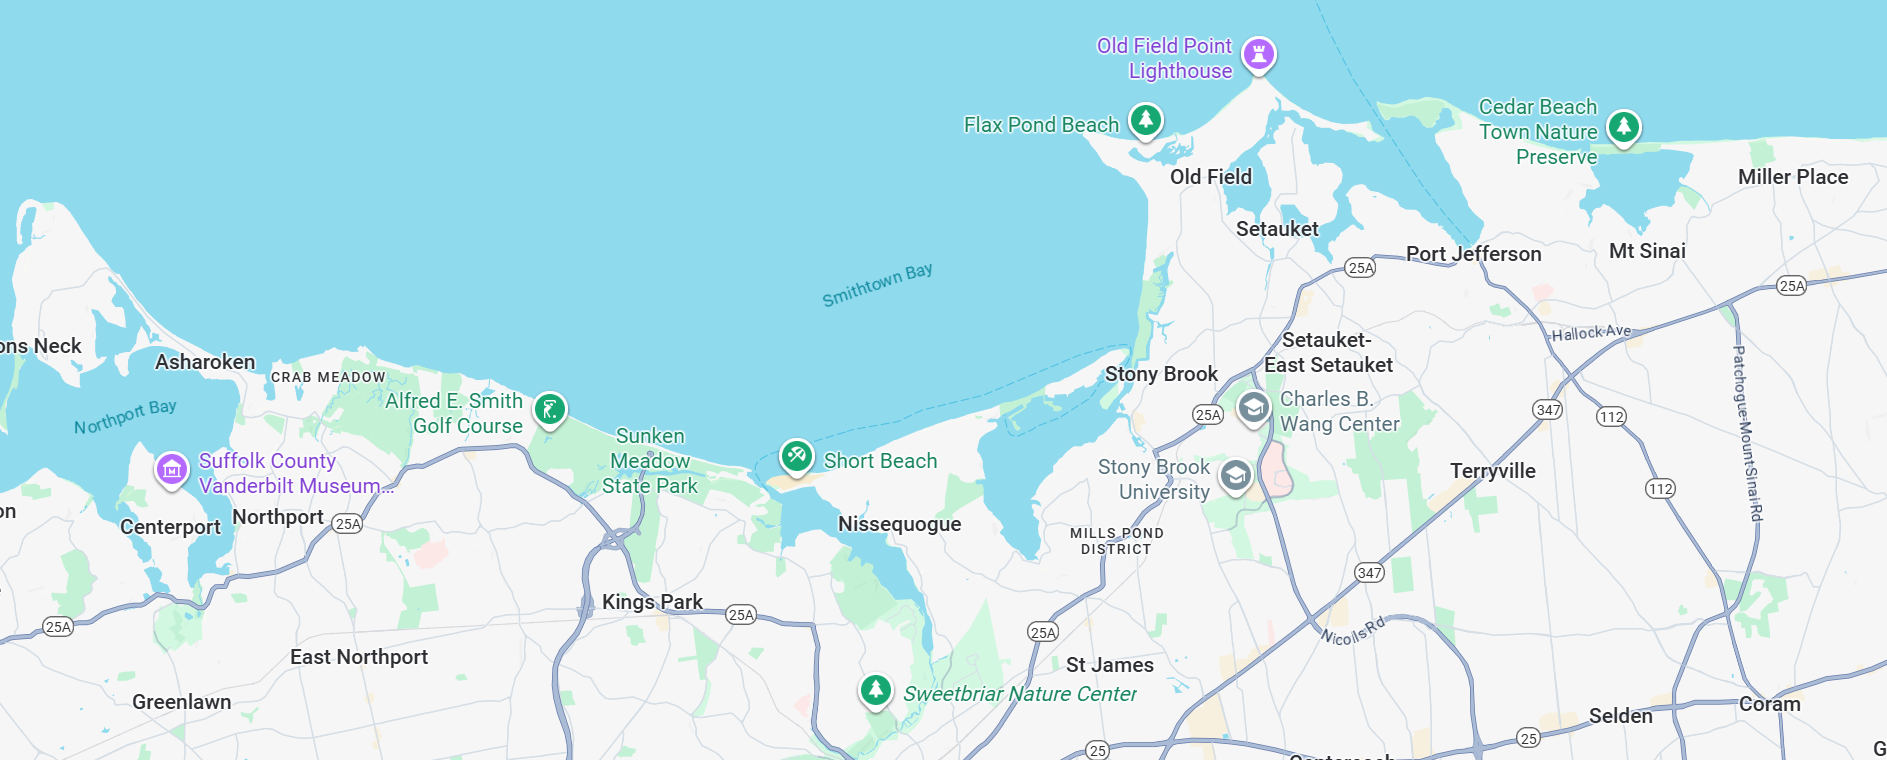 Old Field Point
Lighthouse
Flax Pond Beach
Cedar Beach
Town Nature
Preserve
Old Field
Miller Place
Setauket
Port Jefferson
Mt Sinai
25A
25A
Smithtown Bay
Hallock Ave
Setauket-
East Setauket
ons Neck
Asharoken
CRAB MEADOW
Stony Brook
Patchogue-Mount Sinai Rd
Northport Bay
Alfred E. Smith
Golf Course
25A
Charles B.
Wang Center
347
112
Sunken
Meadow
State Park
Short Beach
Suffolk County
Vanderbilt Museum...
Stony Brook
University
Terryville
112
on
Centerport
Northport
25A
Nissequogue
MILLS POND
DISTRICT
347
Kings Park
25A
25A
25A
Nicolls Rd
East Northport
St James
Greenlawn
Sweetbriar Nature Center
Selden
Coram
25
25
G